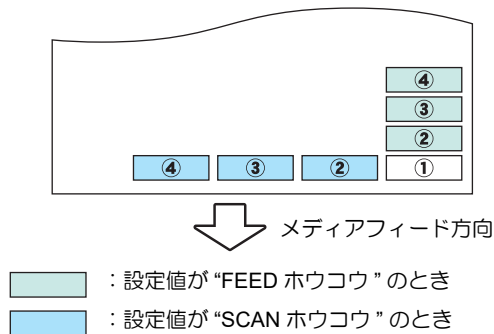 ④
③
②
④ ③ ② ①
メディアフィード方向
：設定値が “FEED ホウコウ” のとき
：設定値が “SCAN ホウコウ” のとき